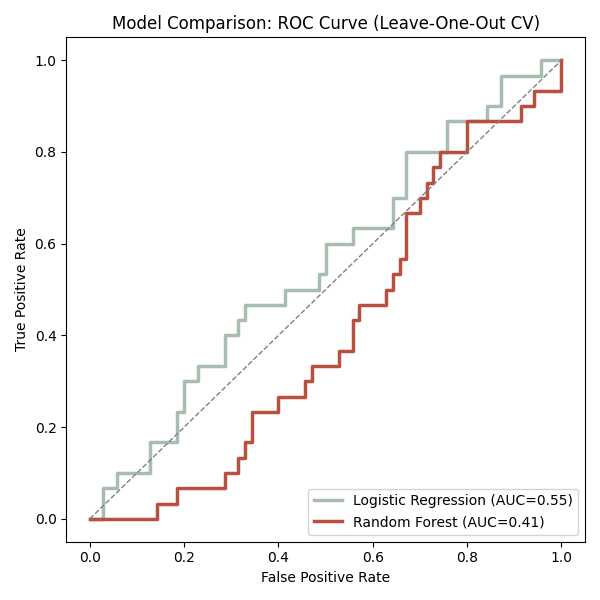 Model Comparison: ROC Curve (Leave-One-Out CV)
True Positive Rate
1.0
0.8
0.6
0.4
0.2
0.0
0.0 0.2 0.4 0.6 0.8 1.0
False Positive Rate
Logistic Regression (AUC=0.55)
Random Forest (AUC=0.41)